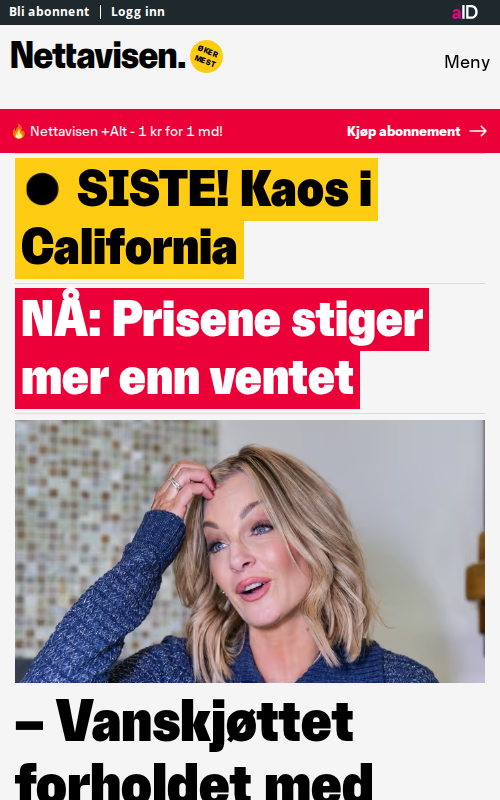 Bli abonnent
Logg inn
aID
Nettavisen.
ØKER
MEST
Meny
🔥 Nettavisen +Alt - 1 kr for 1 md!
Kjøp abonnement →
SISTE! Kaos i
California
NÅ: Prisene stiger
mer enn ventet
– Vanskjøttet
forholdet med